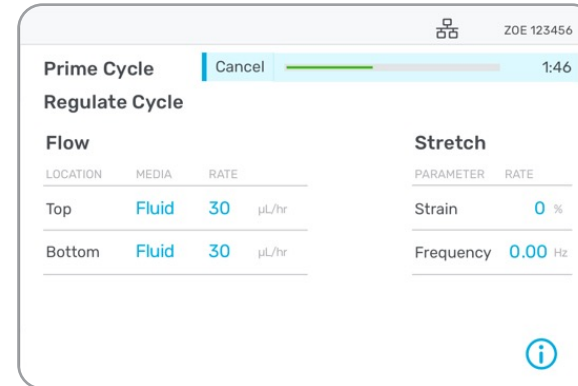 ZOE 123456
Prime Cycle Cancel 1:46
Regulate Cycle
Flow
LOCATION MEDIA RATE
Top Fluid 30 µL/hr
Bottom Fluid 30 µL/hr
Stretch
PARAMETER RATE
Strain 0 %
Frequency 0.00 Hz